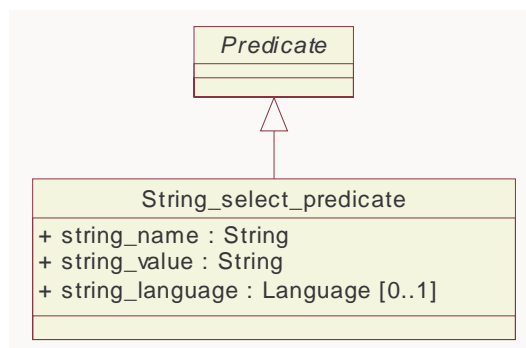 Predicate
String_select_predicate
+ string_name : String
+ string_value : String
+ string_language : Language [0..1]